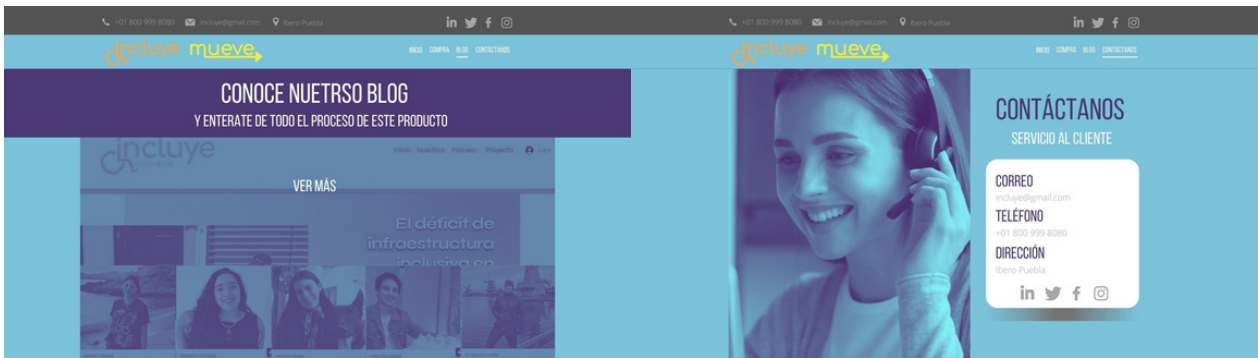 +01 800 999 8080 incluye@gmail.com Ibero Puebla
incluye mueve
INICIO COMPRA BLOG CONTÁCTANOS
CONOCE NUETRSO BLOG
Y ENTERATE DE TODO EL PROCESO DE ESTE PRODUCTO
incluye
Inicio Nosotros Proceso Proyecto
VER MÁS
El déficit de
infraestructura
inclusiva en
+01 800 999 8080 incluye@gmail.com Ibero Puebla
incluye mueve
INICIO COMPRA BLOG CONTÁCTANOS
CONTÁCTANOS
SERVICIO AL CLIENTE
CORREO
incluye@gmail.com
TELÉFONO
+01 800 999 8080
DIRECCIÓN
Ibero Puebla